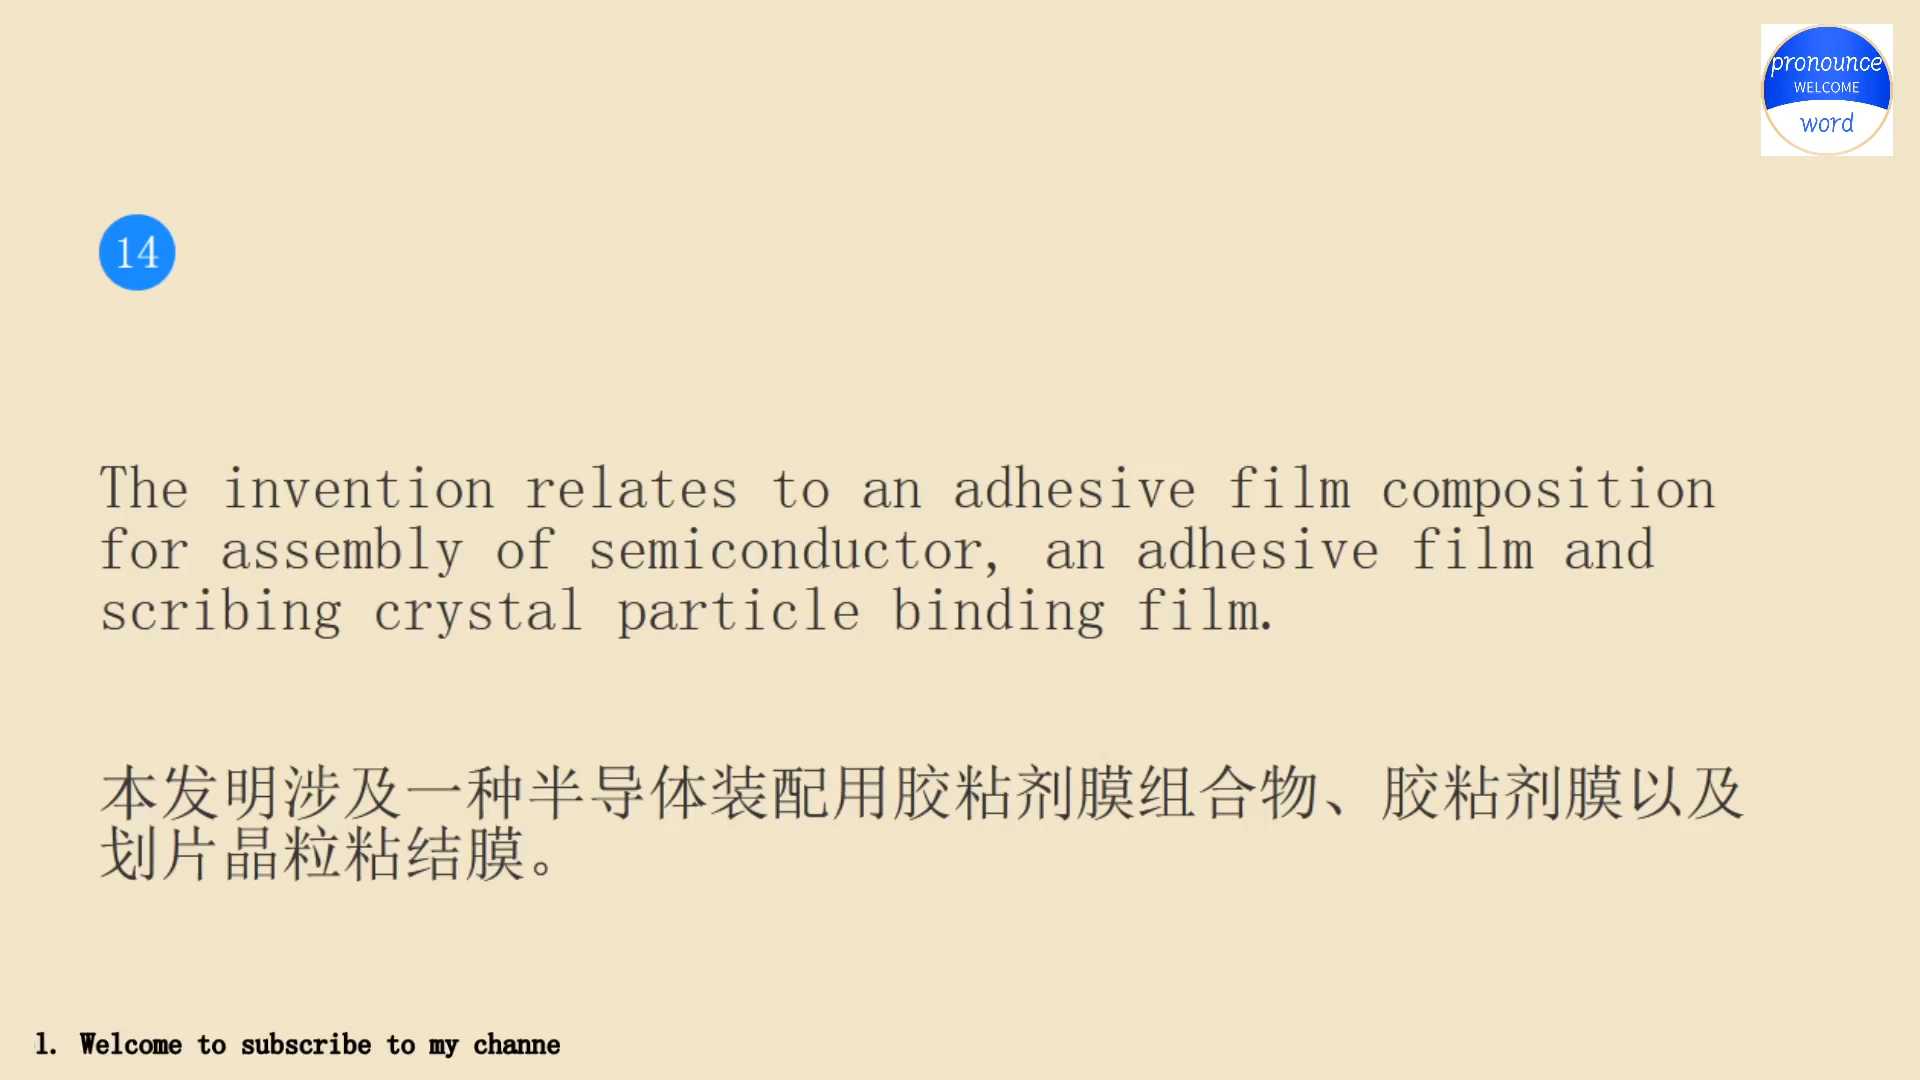 pronounce
WELCOME
word
14
The invention relates to an adhesive film composition
for assembly of semiconductor, an adhesive film and
scribing crystal particle binding film.
本发明涉及一种半导体装配用胶粘剂膜组合物、胶粘剂膜以及
划片晶粒粘结膜。
l. Welcome to subscribe to my channe